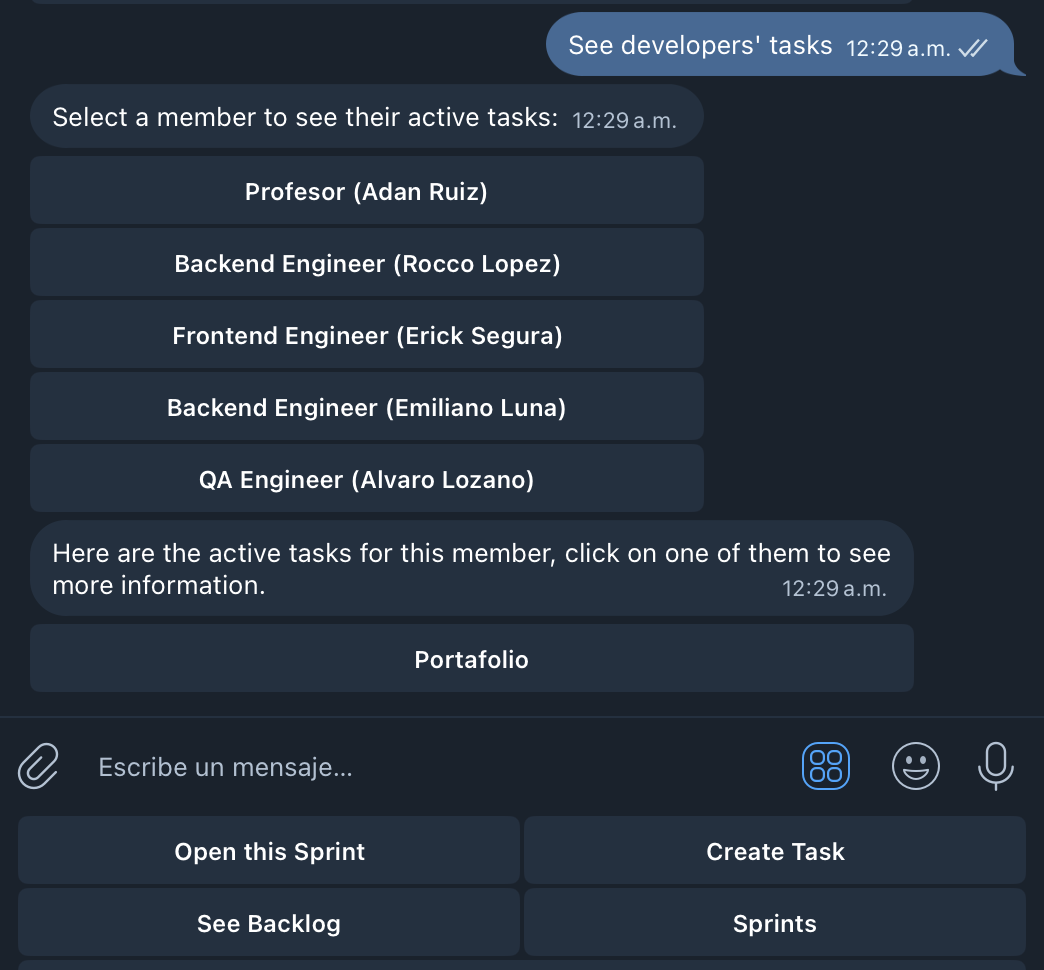 See developers' tasks 12:29 a.m.
Select a member to see their active tasks: 12:29 a.m.
Profesor (Adan Ruiz)
Backend Engineer (Rocco Lopez)
Frontend Engineer (Erick Segura)
Backend Engineer (Emiliano Luna)
QA Engineer (Alvaro Lozano)
Here are the active tasks for this member, click on one of them to see
more information. 12:29 a.m.
Portafolio
Escribe un mensaje...
Open this Sprint
Create Task
See Backlog
Sprints